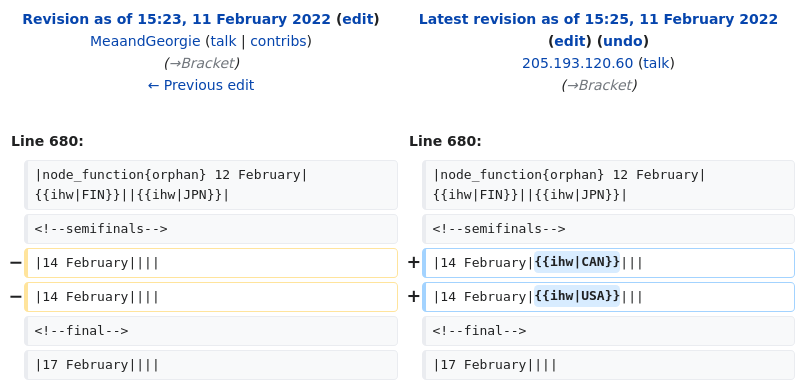 Revision as of 15:23, 11 February 2022 (edit)
MeaandGeorgie (talk | contribs)
(→Bracket)
← Previous edit
Latest revision as of 15:25, 11 February 2022
(edit) (undo)
205.193.120.60 (talk)
(→Bracket)
Line 680:
Line 680:
|node_function{orphan} 12 February|
{{ihw|FIN}}||{{ihw|JPN}}|
|node_function{orphan} 12 February|
{{ihw|FIN}}||{{ihw|JPN}}|
<!--semifinals-->
<!--semifinals-->
− |14 February||||
+ |14 February|{{ihw|CAN}}|||
− |14 February||||
+ |14 February|{{ihw|USA}}|||
<!--final-->
<!--final-->
|17 February||||
|17 February||||